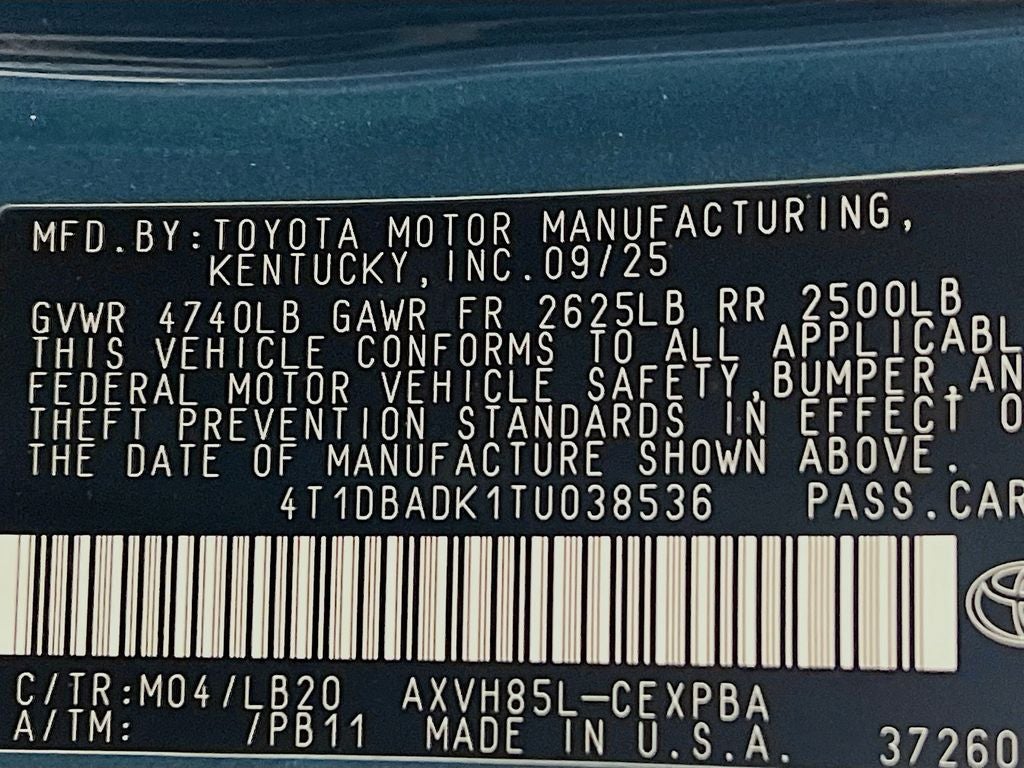 MFD.BY:TOYOTA MOTOR MANUFACTURING,
KENTUCKY,INC.09/25
GVWR 4740LB GAWR FR 2625LB RR 2500LB
THIS VEHICLE CONFORMS TO ALL APPLICABL
FEDERAL MOTOR VEHICLE SAFETY,BUMPER,AN
THEFT PREVENTION STANDARDS IN EFFECT O
THE DATE OF MANUFACTURE SHOWN ABOVE.
4T1DBADK1TU038536 PASS.CAR
C/TR:M04/LB20 AXVH85L-CEXPBA
A/TM: /PB11 MADE IN U.S.A. 37260